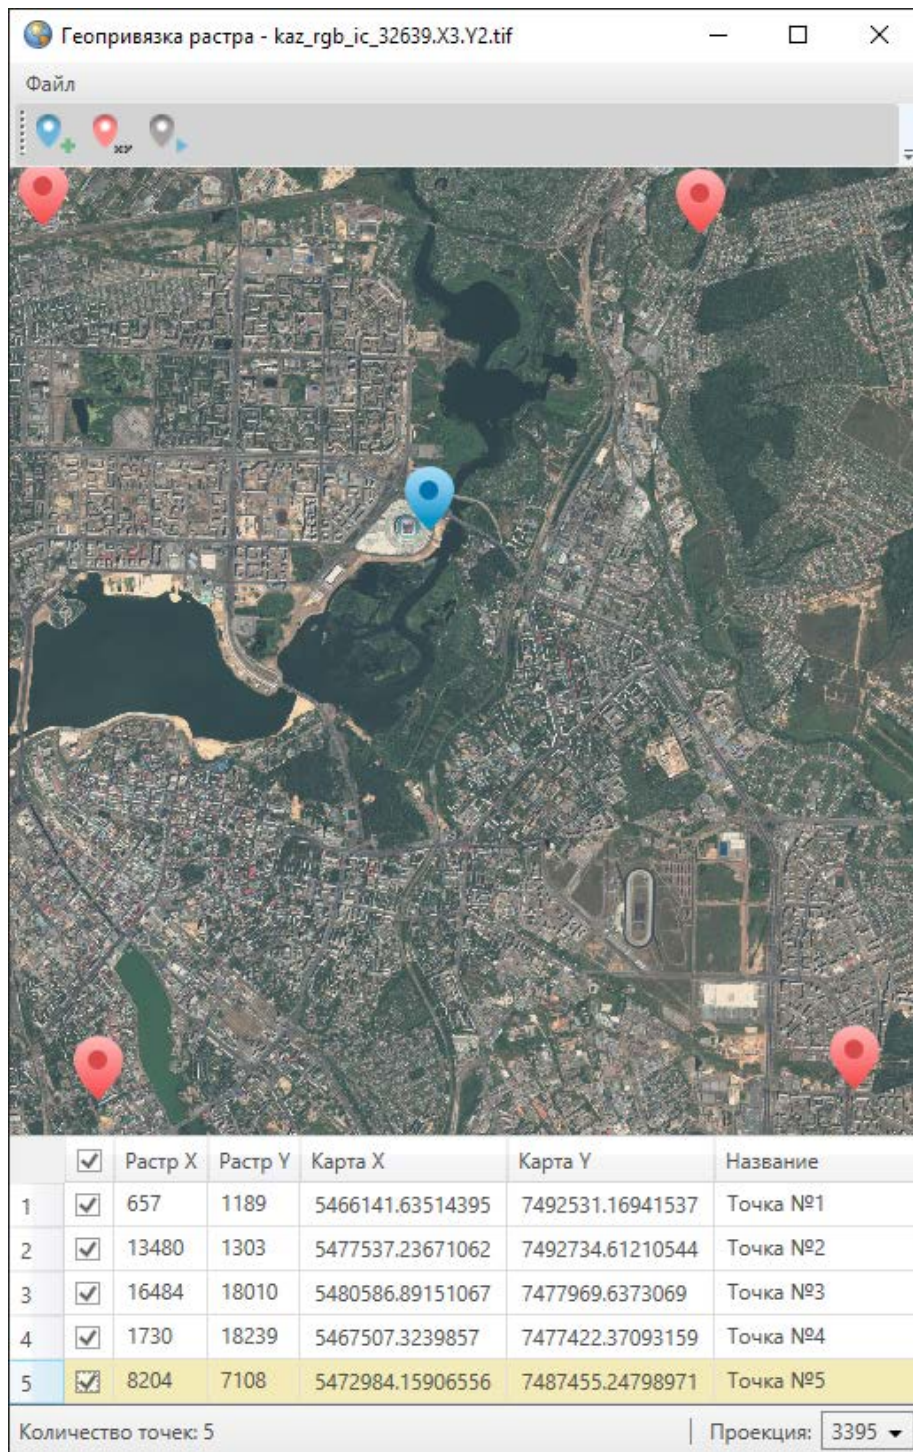 Геопривязка растра - kaz_rgb_ic_32639.X3.Y2.tif
Файл
XY
Растр X Растр Y Карта X Карта Y Название
1 657 1189 5466141.63514395 7492531.16941537 Точка №1
2 13480 1303 5477537.23671062 7492734.61210544 Точка №2
3 16484 18010 5480586.89151067 7477969.6373069 Точка №3
4 1730 18239 5467507.3239857 7477422.37093159 Точка №4
5 8204 7108 5472984.15906556 7487455.24798971 Точка №5
Количество точек: 5 Проекция: 3395